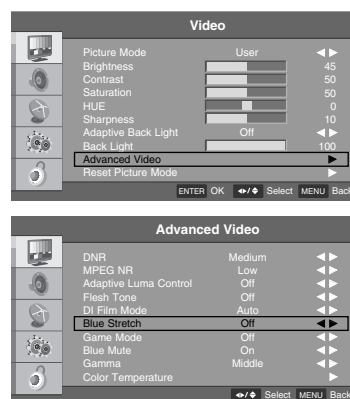 Video
Picture Mode User
Brightness 45
Contrast 50
Saturation 50
HUE 0
Sharpness 10
Adaptive Back Light Off
Back Light 100
Advanced Video
Reset Picture Mode
ENTER OK Select MENU Back
Advanced Video
DNR Medium
MPEG NR Low
Adaptive Luma Control Off
Flesh Tone Off
DI Film Mode Auto
Blue Stretch Off
Game Mode Off
Blue Mute On
Gamma Middle
Color Temperature
Select MENU Back